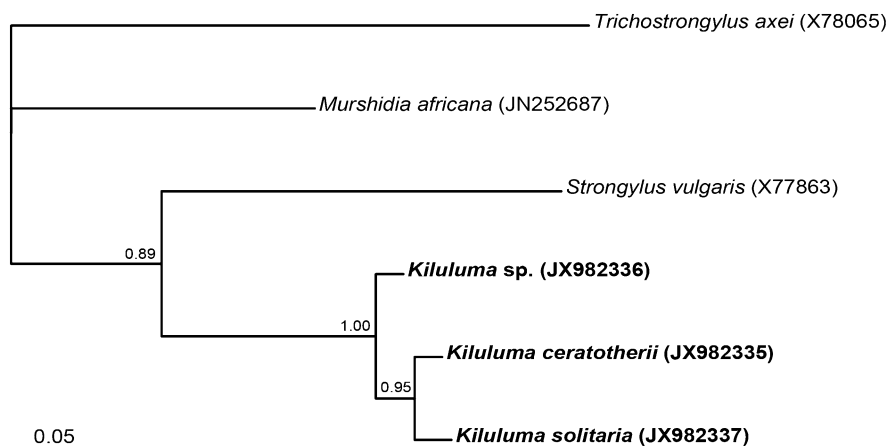 Trichostrongylus axei (X78065)
Murshidia africana (JN252687)
Strongylus vulgaris (X77863)
0.89
Kiluluma sp. (JX982336)
1.00
Kiluluma ceratotherii (JX982335)
0.95
Kiluluma solitaria (JX982337)
0.05